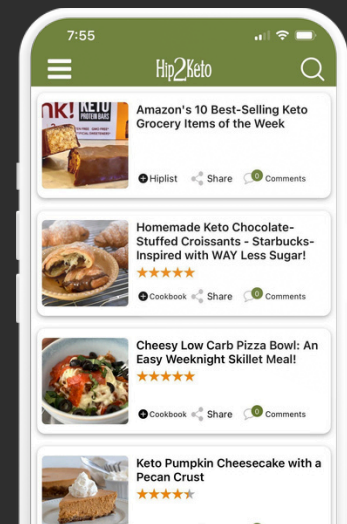 7:55
Hip2Keto
NK! KETO
PROTEIN BARS
Amazon's 10 Best-Selling Keto
Grocery Items of the Week
Hiplist Share 0 Comments
Homemade Keto Chocolate-
Stuffed Croissants - Starbucks-
Inspired with WAY Less Sugar!
Cookbook Share 0 Comments
Cheesy Low Carb Pizza Bowl: An
Easy Weeknight Skillet Meal!
Cookbook Share 0 Comments
Keto Pumpkin Cheesecake with a
Pecan Crust